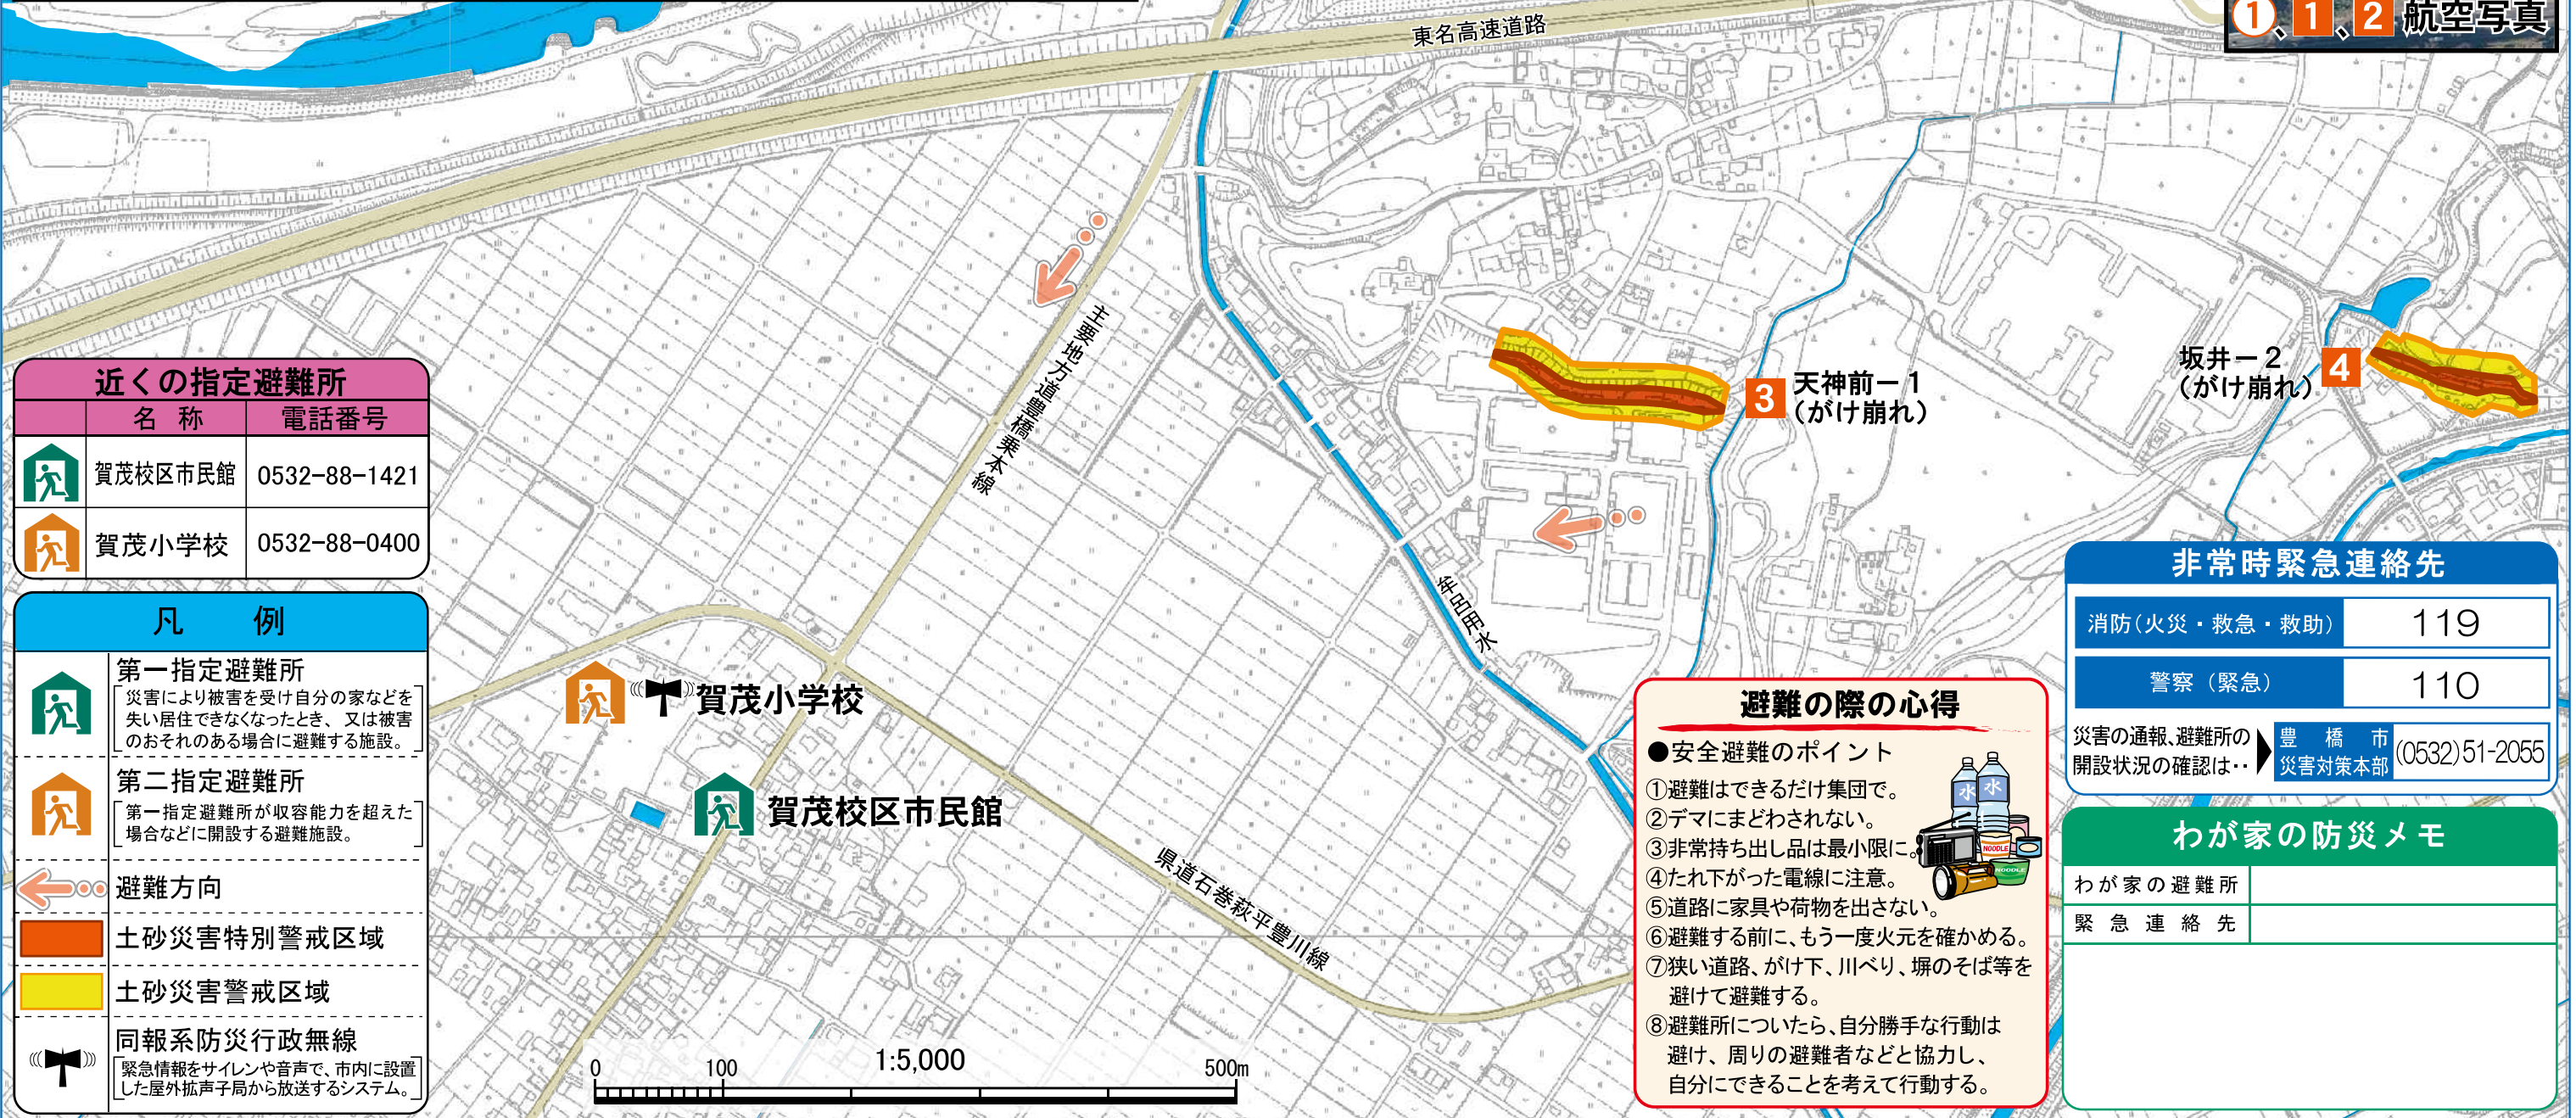 ①、1、2 航空写真
東名高速道路
主要地方道豊橋乗本線
近くの指定避難所
名 称 電話番号
賀茂校区市民館 0532-88-1421
賀茂小学校 0532-88-0400
3 天神前－1
（がけ崩れ）
坂井－2 4
（がけ崩れ）
牟呂用水
凡 例
第一指定避難所
災害により被害を受け自分の家などを
失い居住できなくなったとき、又は被害
のおそれのある場合に避難する施設。
第二指定避難所
第一指定避難所が収容能力を超えた
場合などに開設する避難施設。
避難方向
土砂災害特別警戒区域
土砂災害警戒区域
同報系防災行政無線
緊急情報をサイレンや音声で、市内に設置
した屋外拡声子局から放送するシステム。
賀茂小学校
賀茂校区市民館
県道石巻萩平豊川線
1:5,000
0 100 500m
避難の際の心得
●安全避難のポイント
①避難はできるだけ集団で。
②デマにまどわされない。
③非常持ち出し品は最小限に。
④たれ下がった電線に注意。
⑤道路に家具や荷物を出さない。
⑥避難する前に、もう一度火元を確かめる。
⑦狭い道路、がけ下、川べり、塀のそば等を
避けて避難する。
⑧避難所についたら、自分勝手な行動は
避け、周りの避難者などと協力し、
自分にできることを考えて行動する。
水 水
NOODLE
NOODLE
非常時緊急連絡先
消防（火災・救急・救助） 119
警察（緊急） 110
災害の通報、避難所の
開設状況の確認は‥
豊橋市
災害対策本部
(0532)51-2055
わが家の防災メモ
わが家の避難所
緊急連絡先